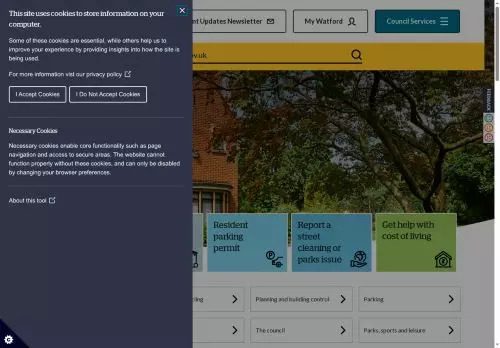 This site uses cookies to store information on your
computer.
Some of these cookies are essential, while others help us to
improve your experience by providing insights into how the site is
being used.
For more information visit our privacy policy
I Accept Cookies
I Do Not Accept Cookies
Necessary Cookies
Necessary cookies enable core functionality such as page
navigation and access to secure areas. The website cannot
function properly without these cookies, and can only be disabled
by changing your browser preferences.
About this tool
nt Updates Newsletter
My Watford
Council Services
v.uk
FEEDBACK
Resident
parking
permit
Report a
street
cleaning or
parks issue
Get help with
cost of living
ling
Planning and building control
Parking
The council
Parks, sports and leisure